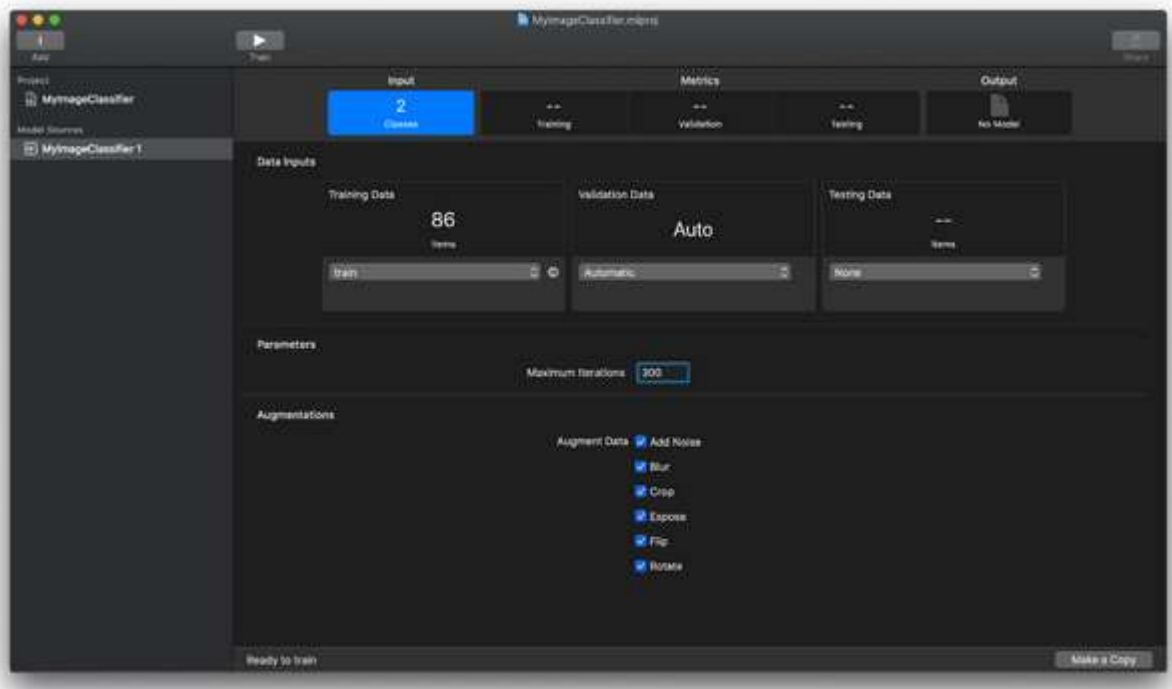 MyImageClassifier.mlproj
Add
Train
Share
Project
MyImageClassifier
Model Sources
MyImageClassifier 1
Input
Metrics
Output
2
Classes
--
Training
--
Validation
--
Testing
No Model
Data Inputs
Training Data
86
Items
train
Validation Data
Auto
Automatic
Testing Data
--
Items
None
Parameters
Maximum Iterations 300
Augmentations
Augment Data Add Noise
Blur
Crop
Expose
Flip
Rotate
Ready to train
Make a Copy